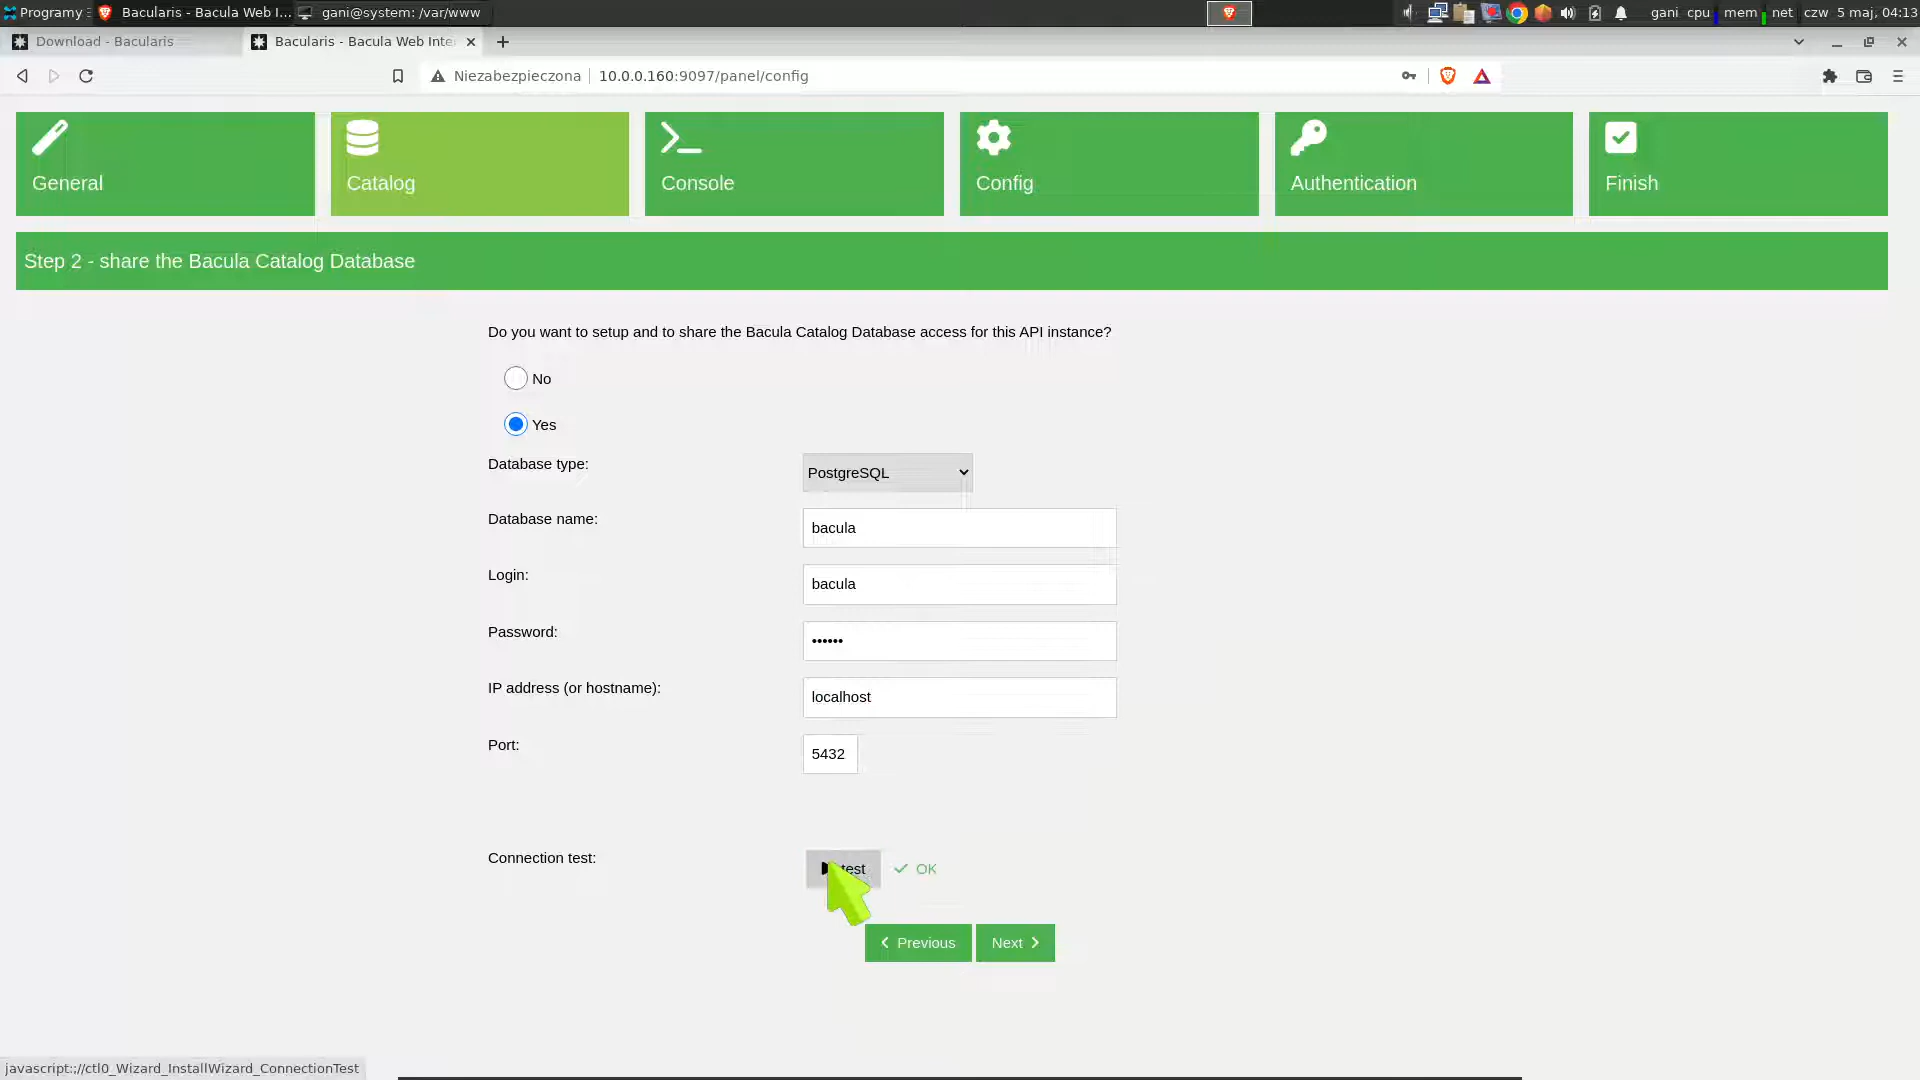 Programy
Bacularis - Bacula Web I...
gani@system: /var/www
gani cpu mem net czw 5 maj, 04:13
Download - Bacularis
Bacularis - Bacula Web Inte
Niezabezpieczona
10.0.0.160:9097/panel/config
General
Catalog
Console
Config
Authentication
Finish
Step 2 - share the Bacula Catalog Database
Do you want to setup and to share the Bacula Catalog Database access for this API instance?
No
Yes
Database type:
PostgreSQL
Database name:
bacula
Login:
bacula
Password:
••••••
IP address (or hostname):
localhost
Port:
5432
Connection test:
test
OK
Previous
Next
javascript:;//ctl0_Wizard_InstallWizard_ConnectionTest